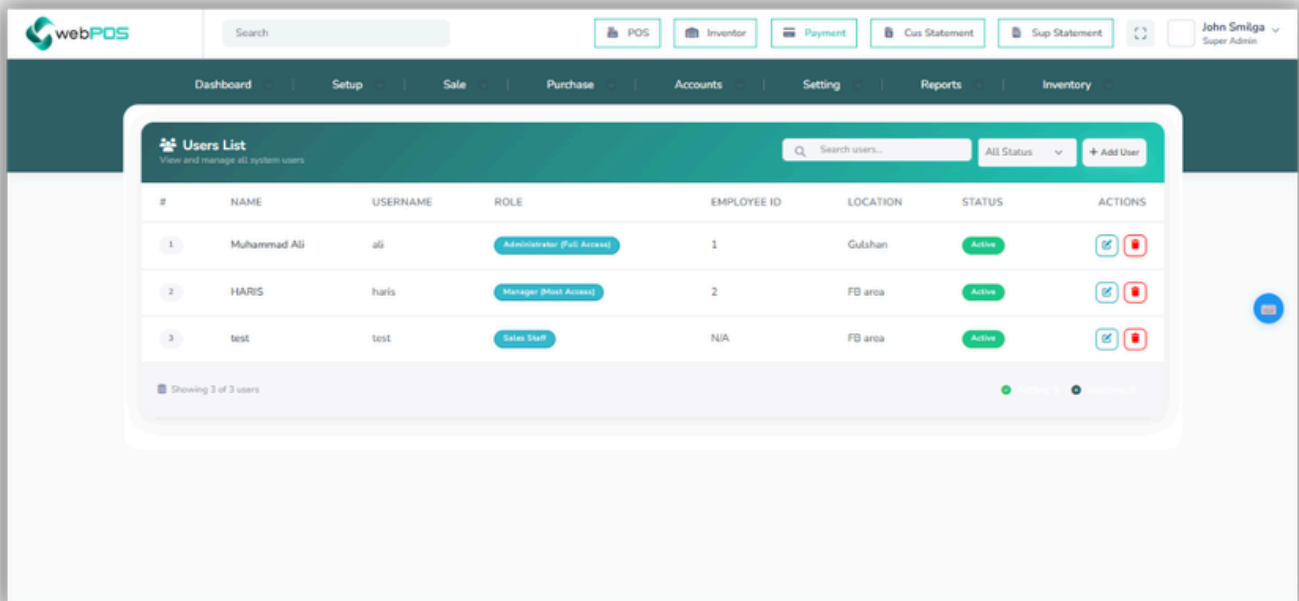 webPOS
Search
POS
Inventor
Payment
Cus Statement
Sup Statement
John Smilga
Super Admin
Dashboard
Setup
Sale
Purchase
Accounts
Setting
Reports
Inventory
Users List
View and manage all system users
Search users...
All Status
+ Add User
# NAME USERNAME ROLE EMPLOYEE ID LOCATION STATUS ACTIONS
1 Muhammad Ali ali Administrator (Full Access) 1 Gulshan Active
2 HARIS haris Manager (Most Access) 2 FB area Active
3 test test Sales Staff N/A FB area Active
Showing 3 of 3 users